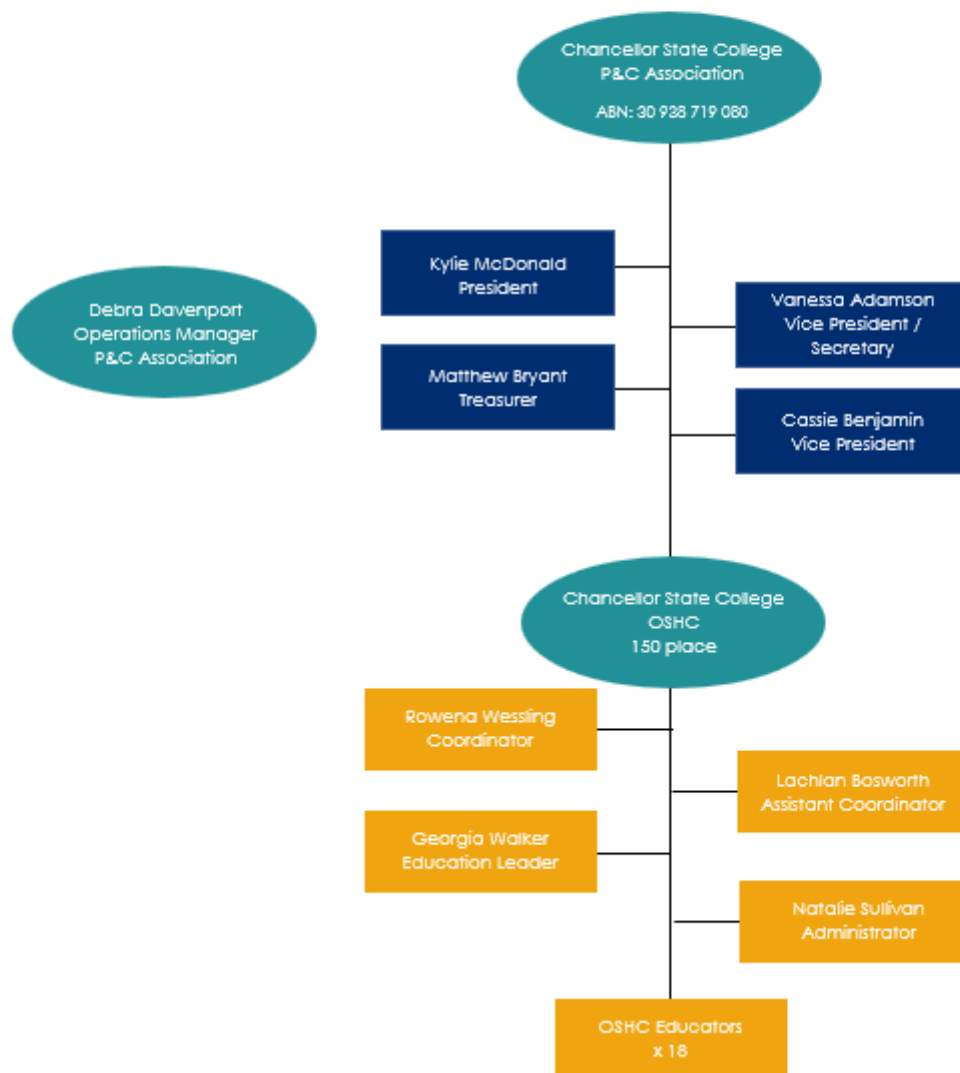 Chancellor State College
P&C Association
ABN: 30 938 719 080
Kylie McDonald
President
Debra Davenport
Operations Manager
P&C Association
Vanessa Adamson
Vice President /
Secretary
Matthew Bryant
Treasurer
Cassie Benjamin
Vice President
Chancellor State College
OSHC
150 place
Rowena Wessling
Coordinator
Lachlan Bosworth
Assistant Coordinator
Georgia Walker
Education Leader
Natalie Sullivan
Administrator
OSHC Educators
x 18